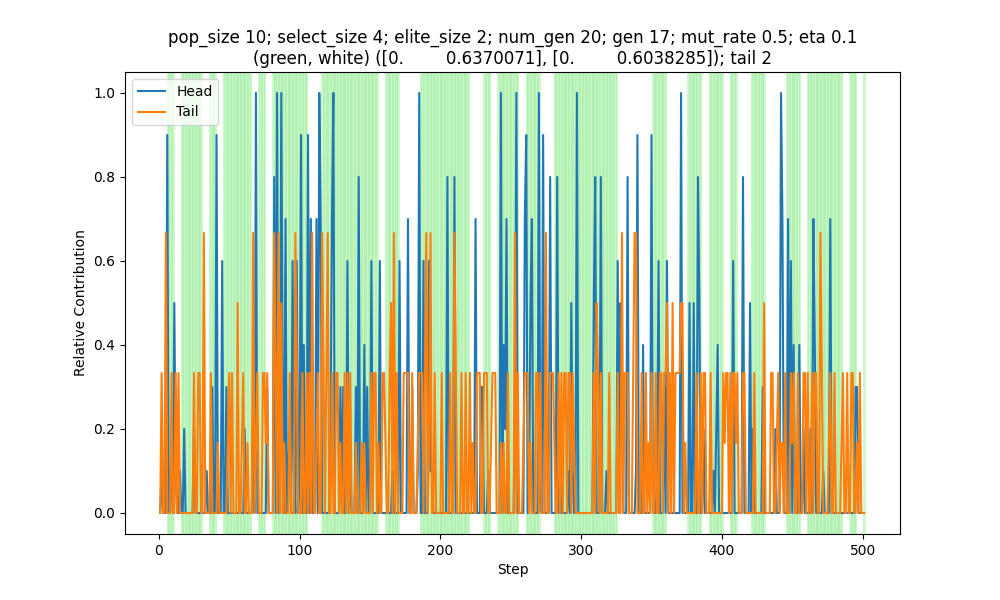 pop_size 10; select_size 4; elite_size 2; num_gen 20; gen 17; mut_rate 0.5; eta 0.1
(green, white) ([0.        0.6370071], [0.        0.6038285]); tail 2
Head
Tail
1.0
0.8
0.6
0.4
0.2
0.0
Relative Contribution
0
100
200
300
400
500
Step